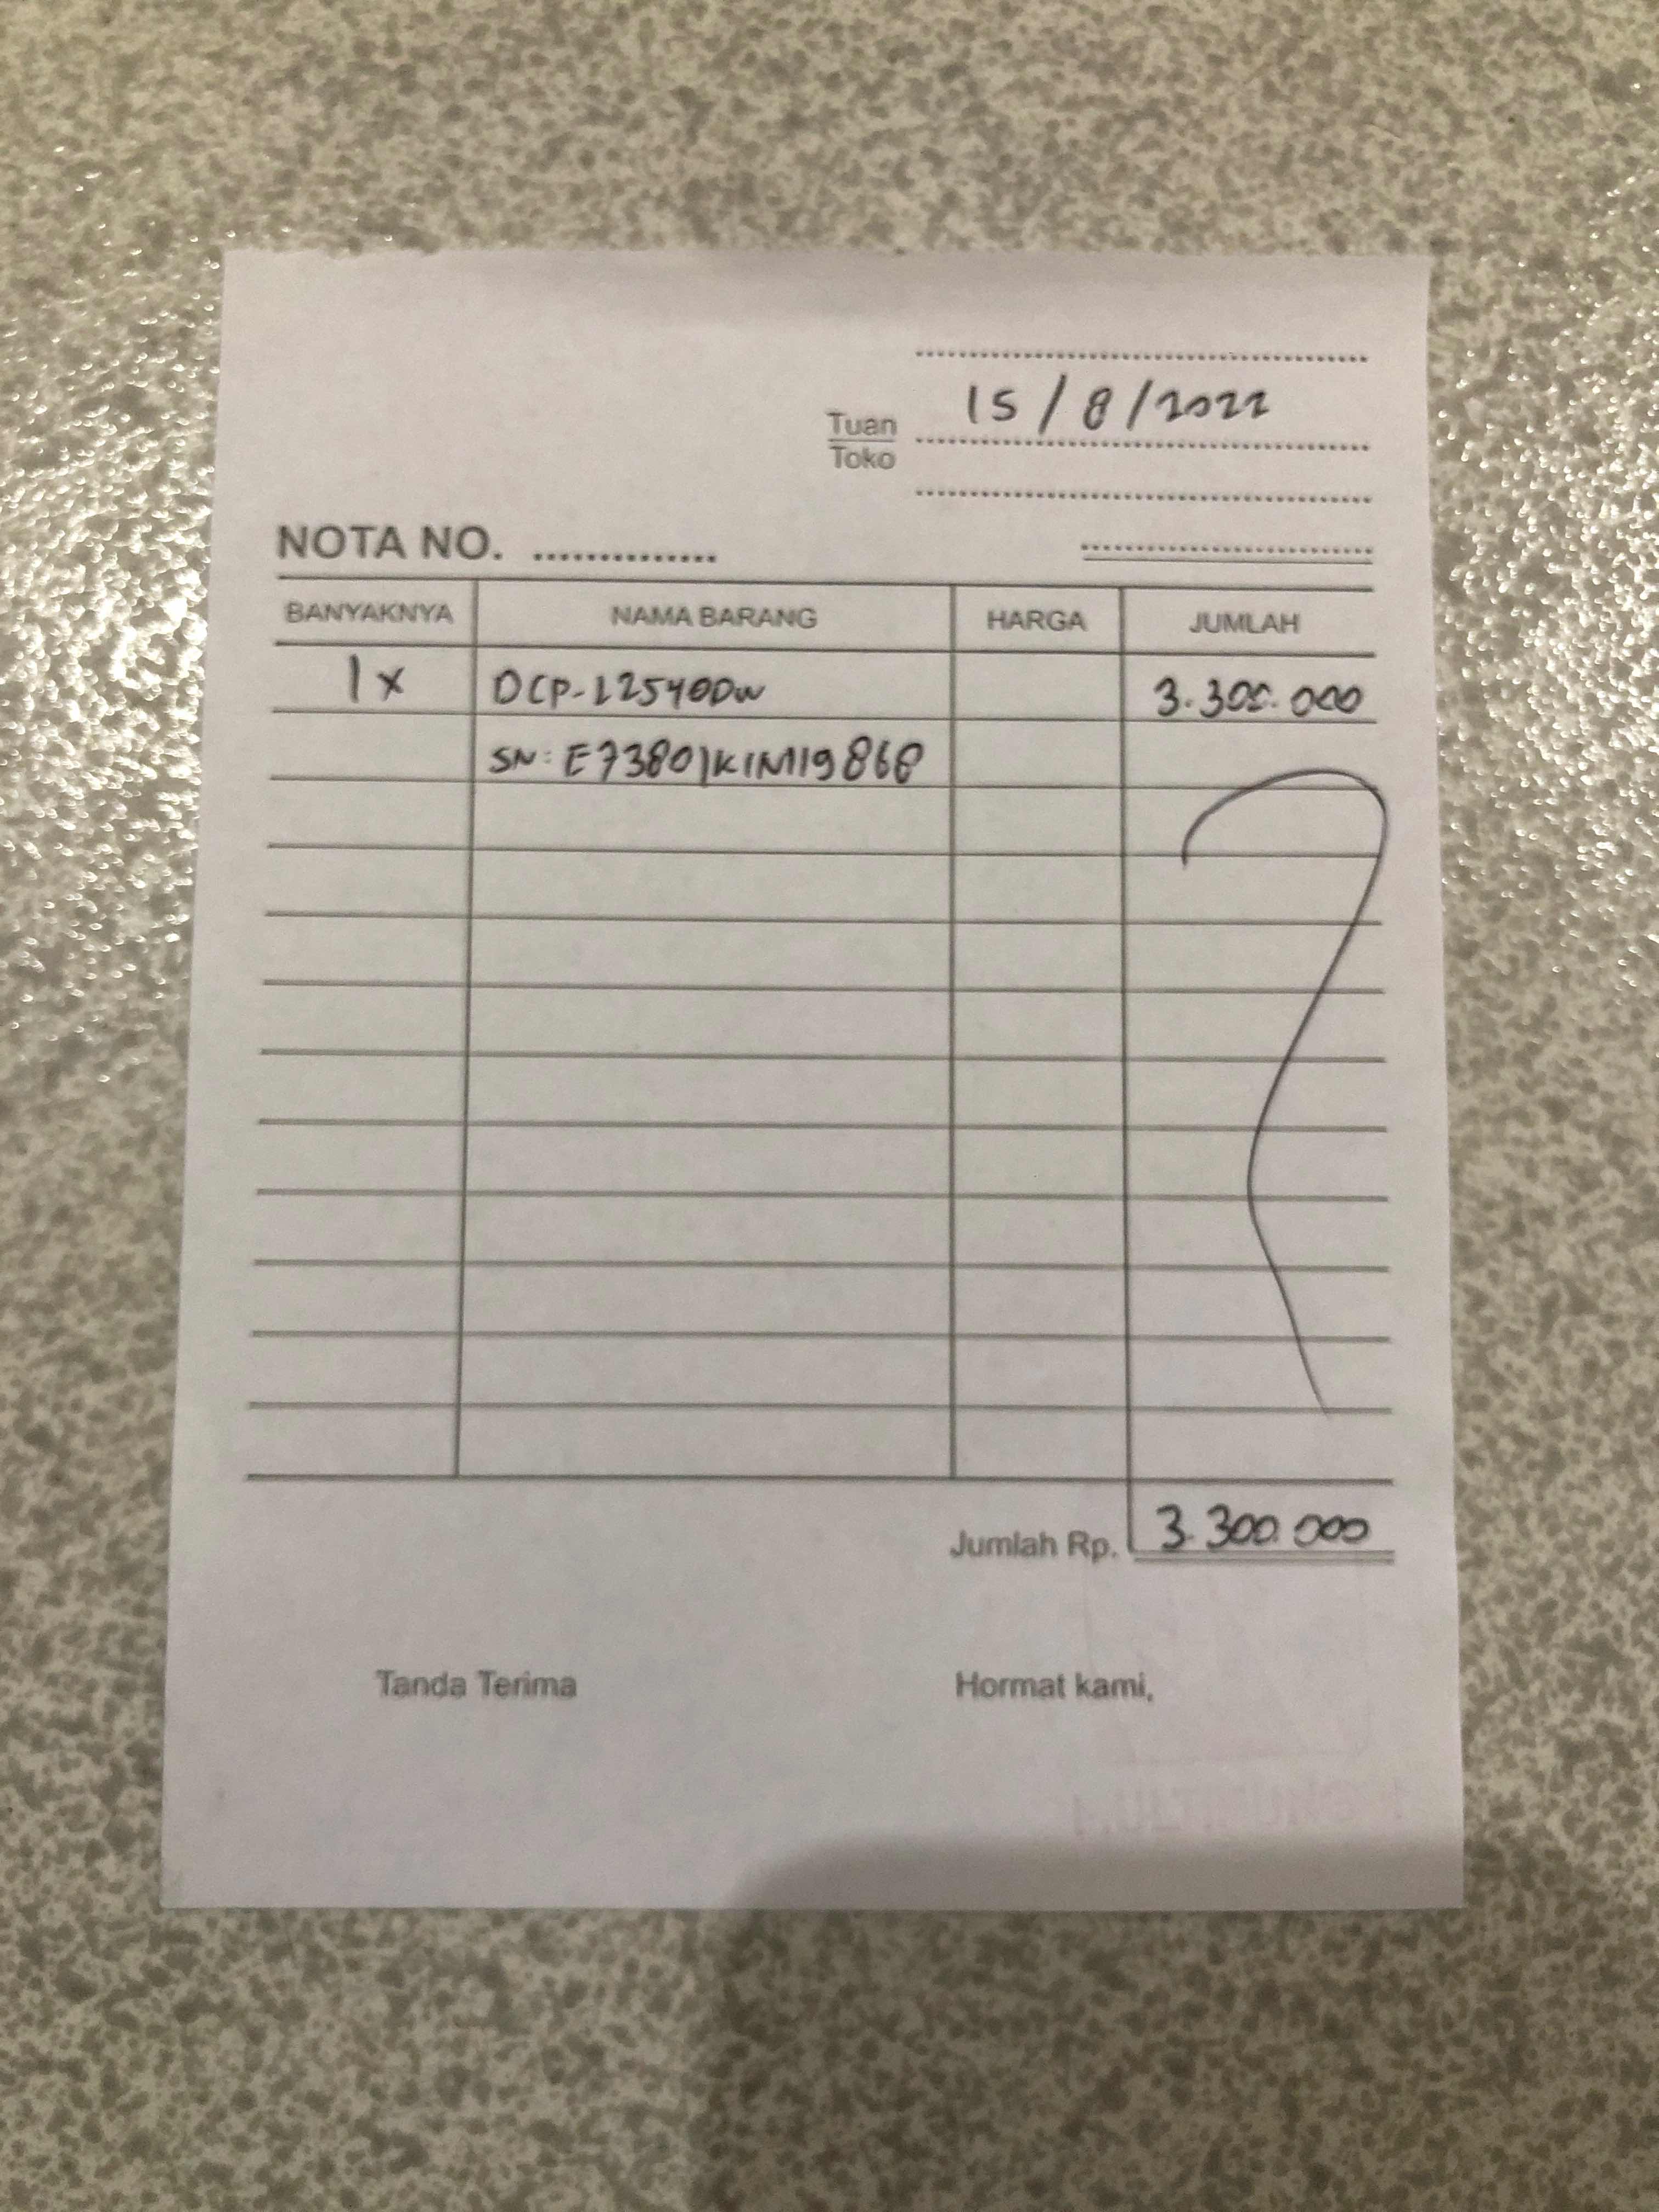 15/8/2022
Tuan
Toko
NOTA NO. ..............
BANYAKNYA NAMA BARANG HARGA JUMLAH
1x DCP-L2540DW 3.300.000
SN: E73801K1N119868
Jumlah Rp. 3.300.000
Tanda Terima Hormat kami,